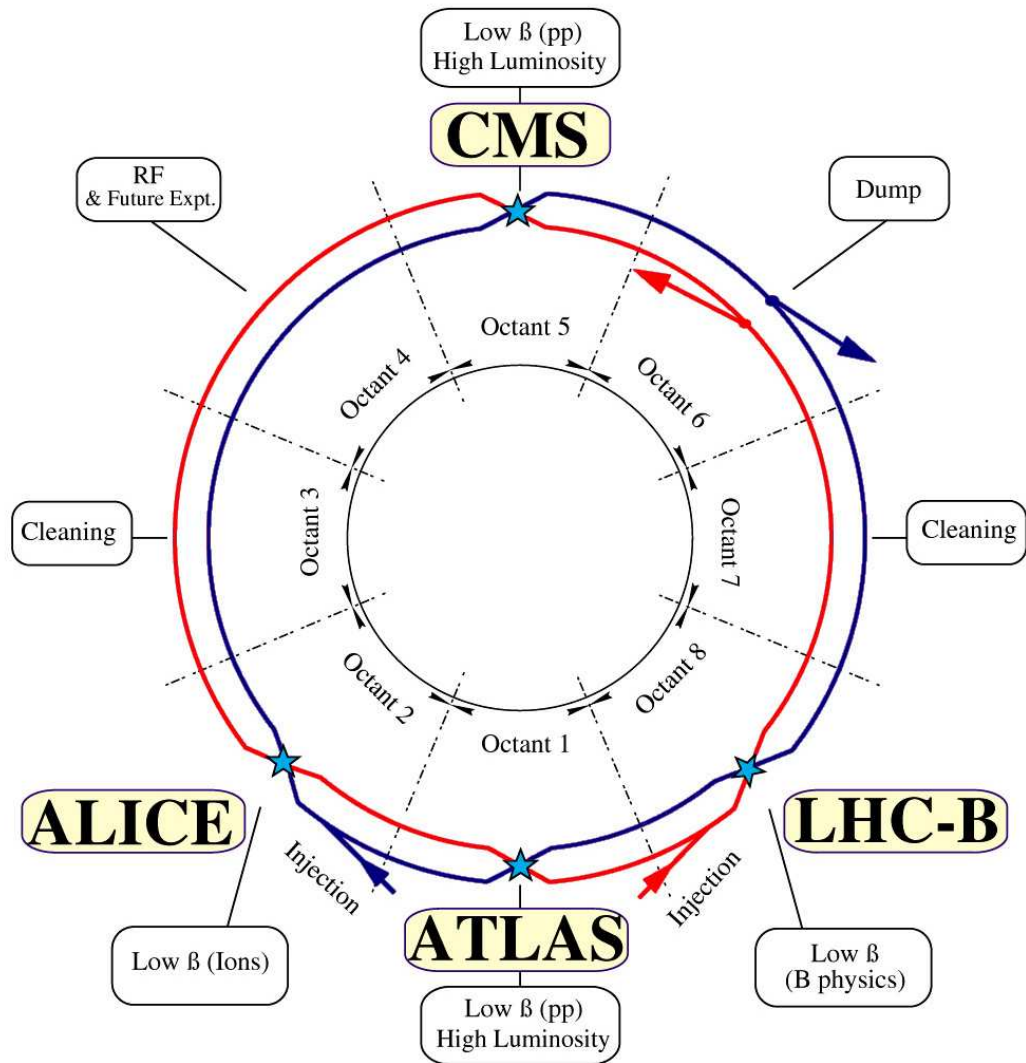 Low ß (pp)
High Luminosity
CMS
RF
& Future Expt.
Dump
Octant 5
Octant 4
Octant 6
Cleaning
Octant 3
Octant 7
Cleaning
Octant 2
Octant 8
Octant 1
ALICE
LHC-B
Injection
Injection
ATLAS
Low ß (Ions)
Low ß
(B physics)
Low ß (pp)
High Luminosity